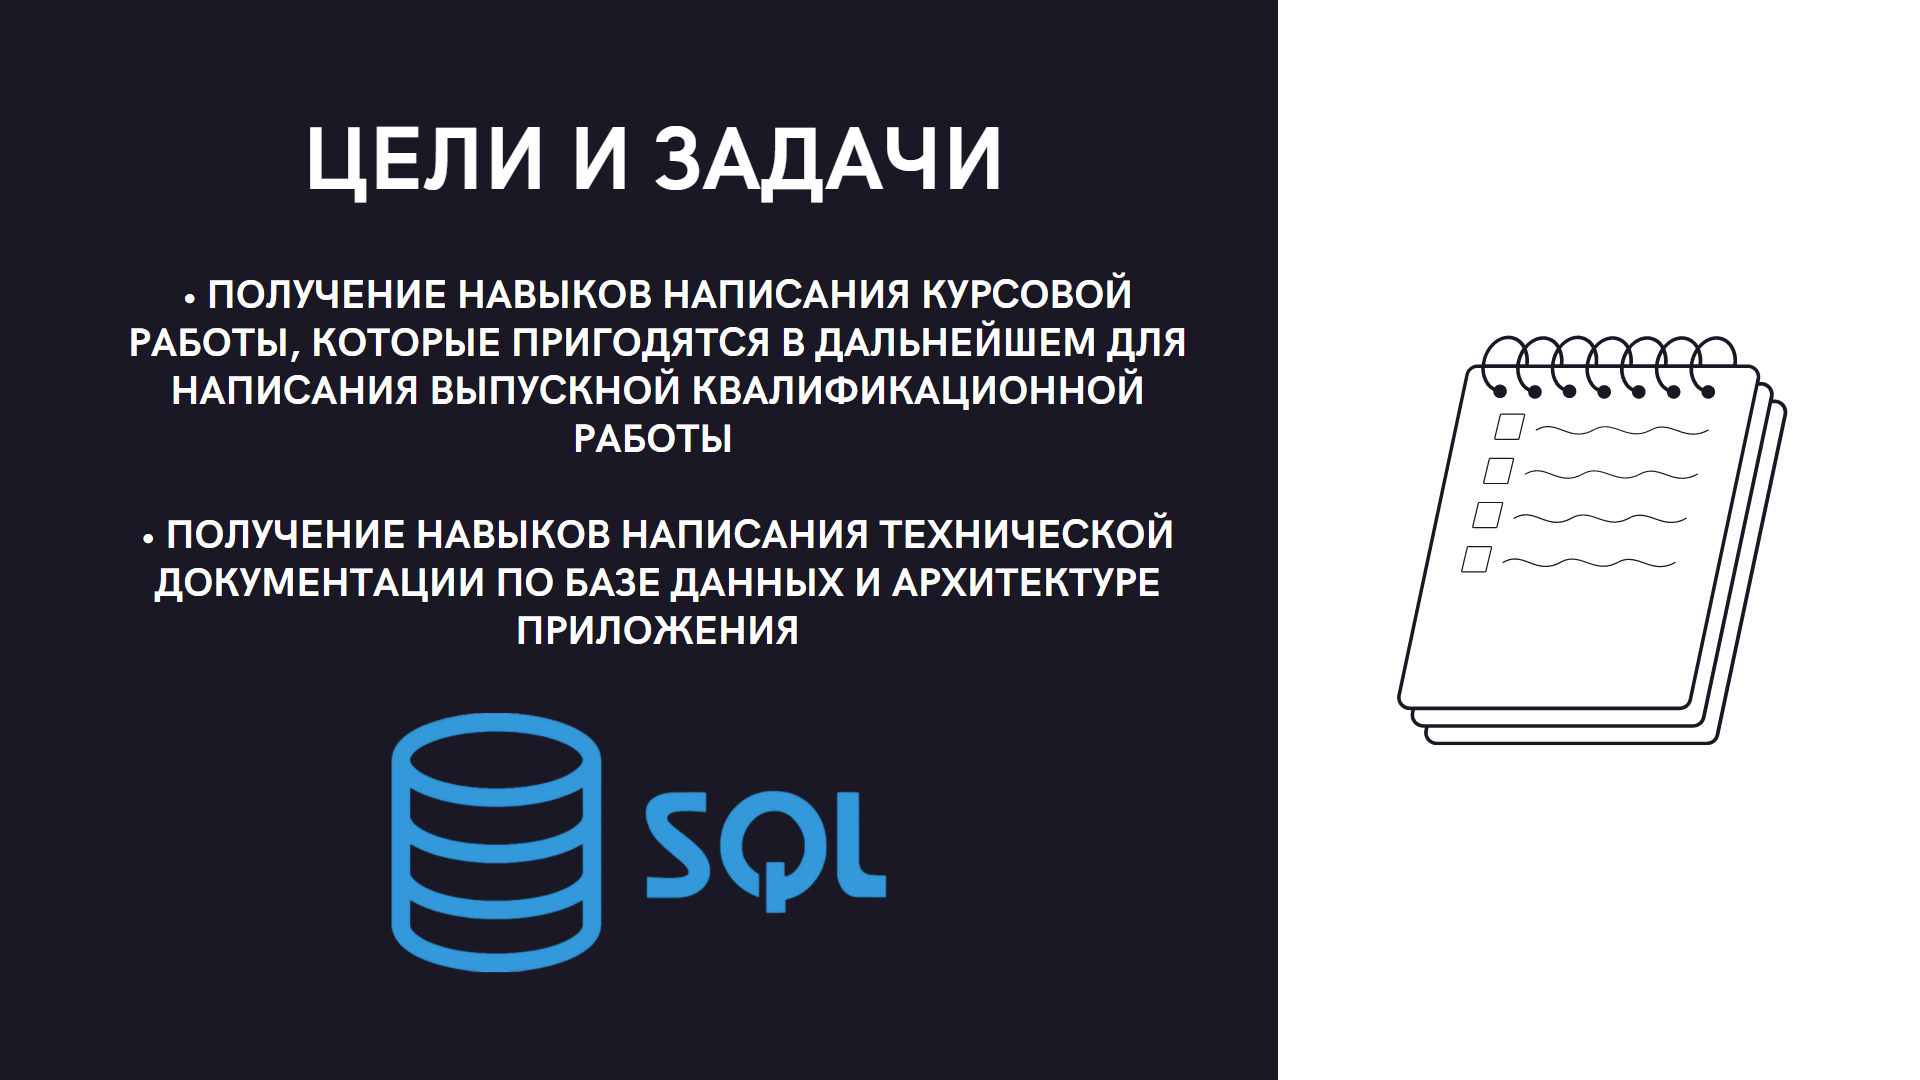 ЦЕЛИ И ЗАДАЧИ
• ПОЛУЧЕНИЕ НАВЫКОВ НАПИСАНИЯ КУРСОВОЙ
РАБОТЫ, КОТОРЫЕ ПРИГОДЯТСЯ В ДАЛЬНЕЙШЕМ ДЛЯ
НАПИСАНИЯ ВЫПУСКНОЙ КВАЛИФИКАЦИОННОЙ
РАБОТЫ
• ПОЛУЧЕНИЕ НАВЫКОВ НАПИСАНИЯ ТЕХНИЧЕСКОЙ
ДОКУМЕНТАЦИИ ПО БАЗЕ ДАННЫХ И АРХИТЕКТУРЕ
ПРИЛОЖЕНИЯ
SQL